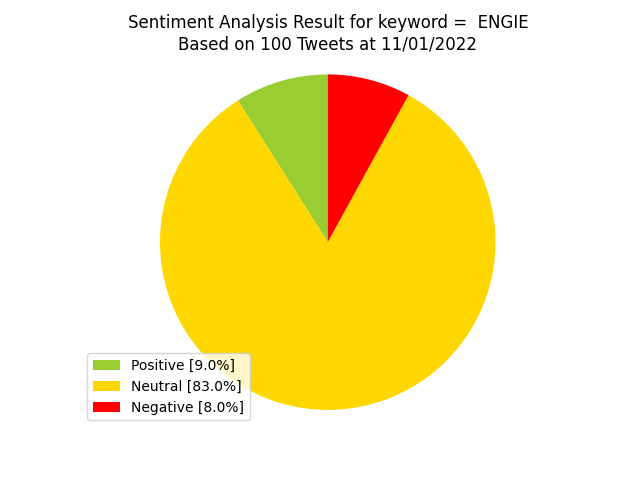 Sentiment Analysis Result for keyword =  ENGIE
Based on 100 Tweets at 11/01/2022
Positive [9.0%]
Neutral [83.0%]
Negative [8.0%]